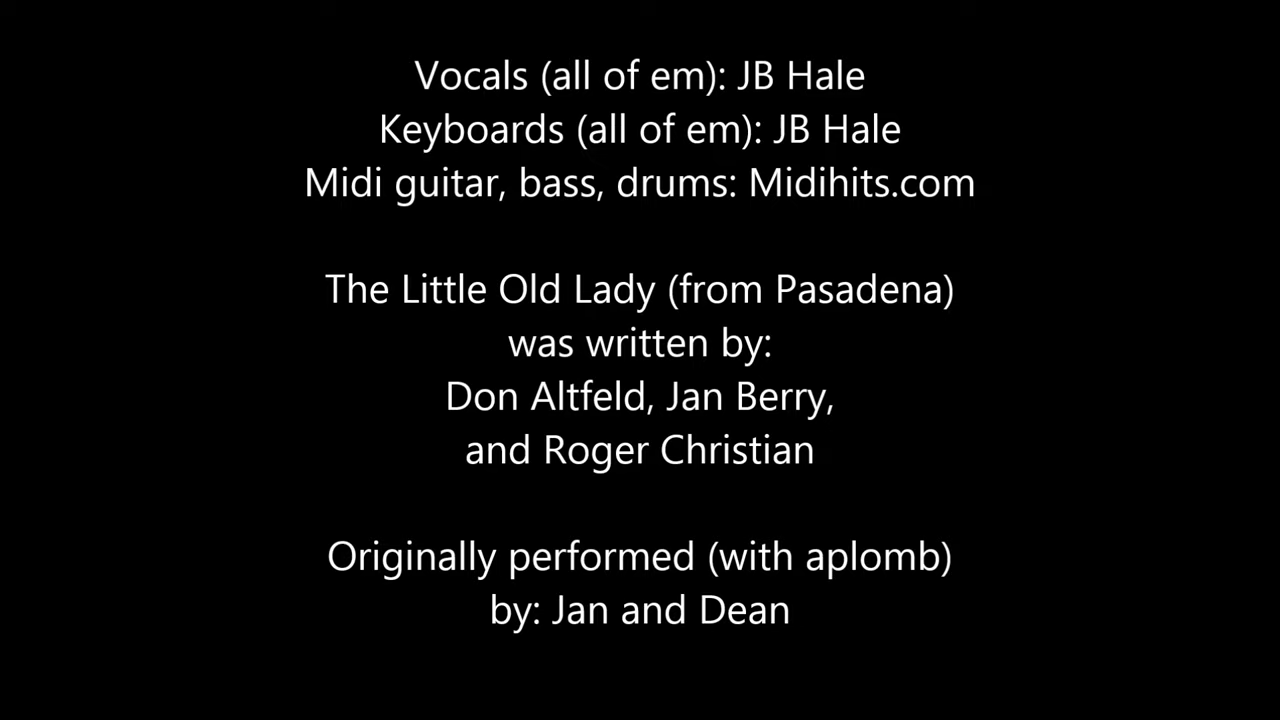 Vocals (all of em): JB Hale
Keyboards (all of em): JB Hale
Midi guitar, bass, drums: Midihits.com
The Little Old Lady (from Pasadena)
was written by:
Don Altfeld, Jan Berry,
and Roger Christian
Originally performed (with aplomb)
by: Jan and Dean